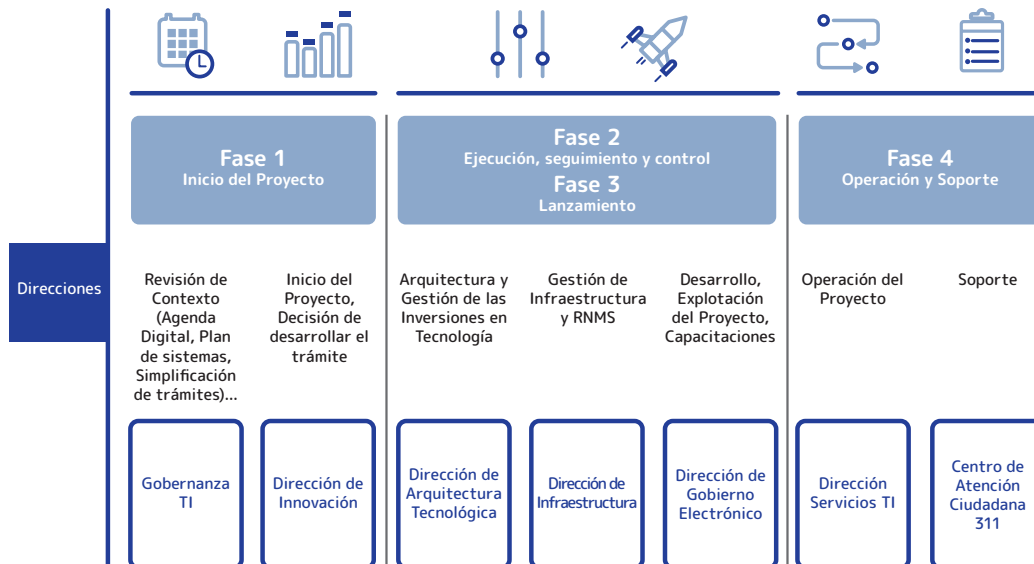 Fase 1
Inicio del Proyecto
Fase 2
Ejecución, seguimiento y control
Fase 3
Lanzamiento
Fase 4
Operación y Soporte
Direcciones
Revisión de
Contexto
(Agenda
Digital, Plan
de sistemas,
Simplificación
de trámites)...
Inicio del
Proyecto,
Decisión de
desarrollar el
trámite
Arquitectura y
Gestión de las
Inversiones en
Tecnología
Gestión de
Infraestructura
y RNMS
Desarrollo,
Explotación
del Proyecto,
Capacitaciones
Operación del
Proyecto
Soporte
Gobernanza
TI
Dirección de
Innovación
Dirección de
Arquitectura
Tecnológica
Dirección de
Infraestructura
Dirección de
Gobierno
Electrónico
Dirección
Servicios TI
Centro de
Atención
Ciudadana
311